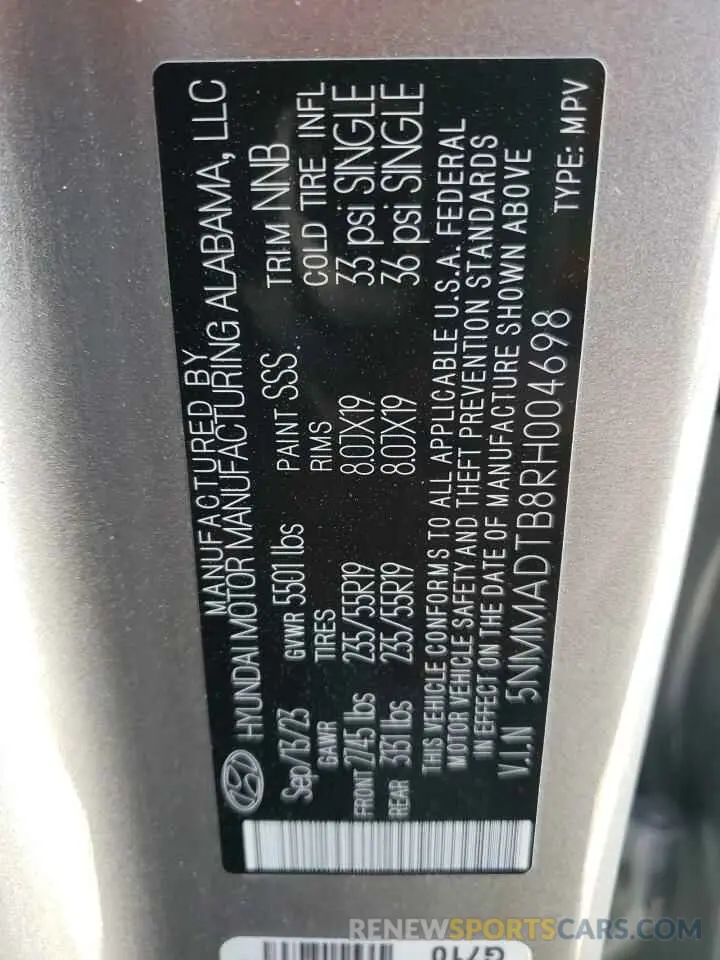 MANUFACTURED BY
HYUNDAI MOTOR MANUFACTURING ALABAMA, LLC
Sep/13/23 GVWR 5501 lbs PAINT SSS TRIM NNB
GAWR TIRES RIMS COLD TIRE INFL
FRONT 2745 lbs 235/55R19 8.0JX19 33 psi SINGLE
REAR 3131 lbs 235/55R19 8.0JX19 36 psi SINGLE
THIS VEHICLE CONFORMS TO ALL APPLICABLE U.S.A. FEDERAL
MOTOR VEHICLE SAFETY AND THEFT PREVENTION STANDARDS
IN EFFECT ON THE DATE OF MANUFACTURE SHOWN ABOVE
V.I.N 5NMMADTB8RH004698
TYPE: MPV
G710
RENEWSPORTSCARS.COM